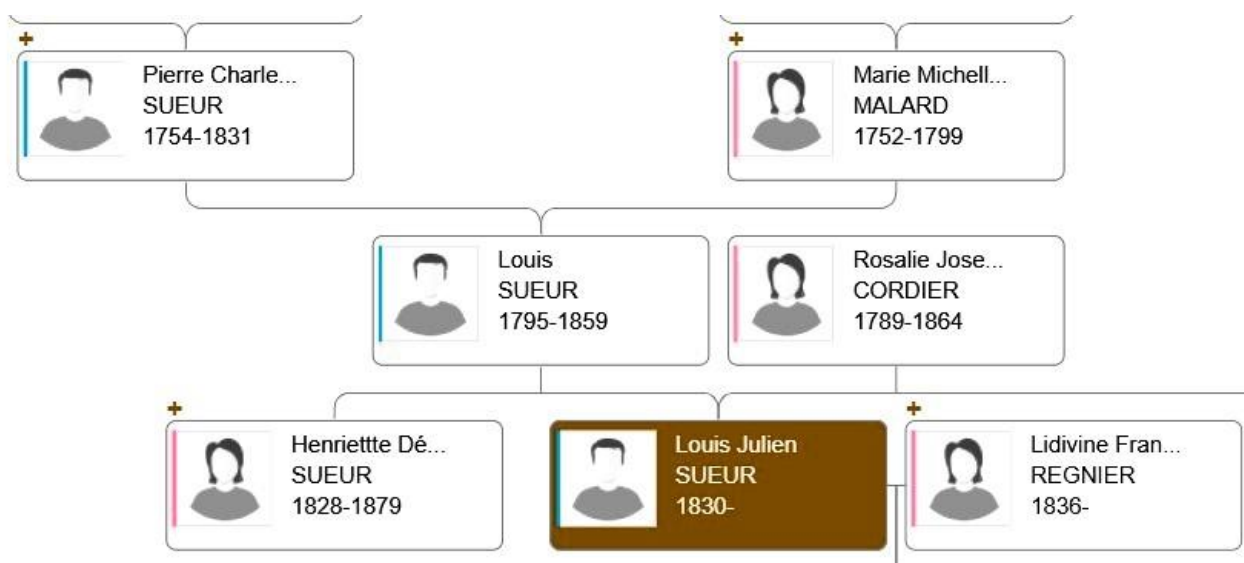 Pierre Charle...
SUEUR
1754-1831
Marie Michell...
MALARD
1752-1799
Louis
SUEUR
1795-1859
Rosalie Jose...
CORDIER
1789-1864
Henriettte Dé...
SUEUR
1828-1879
Louis Julien
SUEUR
1830-
Lidivine Fran...
REGNIER
1836-